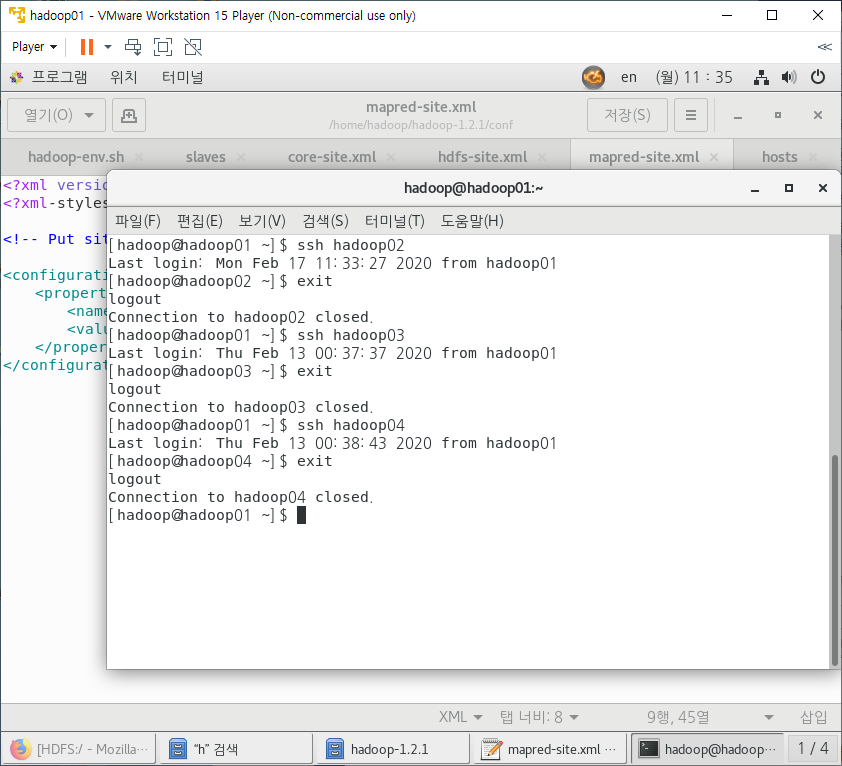 hadoop01 - VMware Workstation 15 Player (Non-commercial use only)
Player
프로그램 위치 터미널 en (월) 11 : 35
열기(O) mapred-site.xml 저장(S)
/home/hadoop/hadoop-1.2.1/conf
hadoop-env.sh slaves core-site.xml hdfs-site.xml mapred-site.xml hosts
<?xml versio
<?xml-styles
<!-- Put sit
<configurati
<propert
<name
<valu
</proper
</configurat
hadoop@hadoop01:~
파일(F) 편집(E) 보기(V) 검색(S) 터미널(T) 도움말(H)
[hadoop@hadoop01 ~]$ ssh hadoop02
Last login: Mon Feb 17 11:33:27 2020 from hadoop01
[hadoop@hadoop02 ~]$ exit
logout
Connection to hadoop02 closed.
[hadoop@hadoop01 ~]$ ssh hadoop03
Last login: Thu Feb 13 00:37:37 2020 from hadoop01
[hadoop@hadoop03 ~]$ exit
logout
Connection to hadoop03 closed.
[hadoop@hadoop01 ~]$ ssh hadoop04
Last login: Thu Feb 13 00:38:43 2020 from hadoop01
[hadoop@hadoop04 ~]$ exit
logout
Connection to hadoop04 closed.
[hadoop@hadoop01 ~]$
XML 탭 너비: 8 9행, 45열 삽입
[HDFS:/ - Mozilla… "h" 검색 hadoop-1.2.1 mapred-site.xml … hadoop@hadoop… 1 / 4